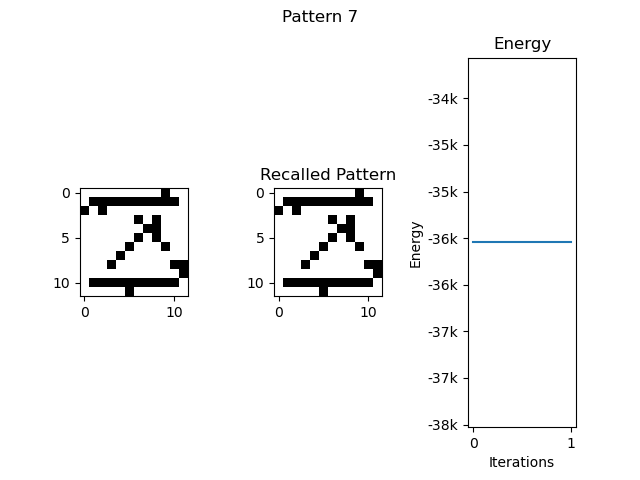 Pattern 7
Energy
-34k
-35k
-35k
-36k
-36k
-37k
-37k
-38k
Energy
0 1
Iterations
0
5
10
0 10
Recalled Pattern
0
5
10
0 10